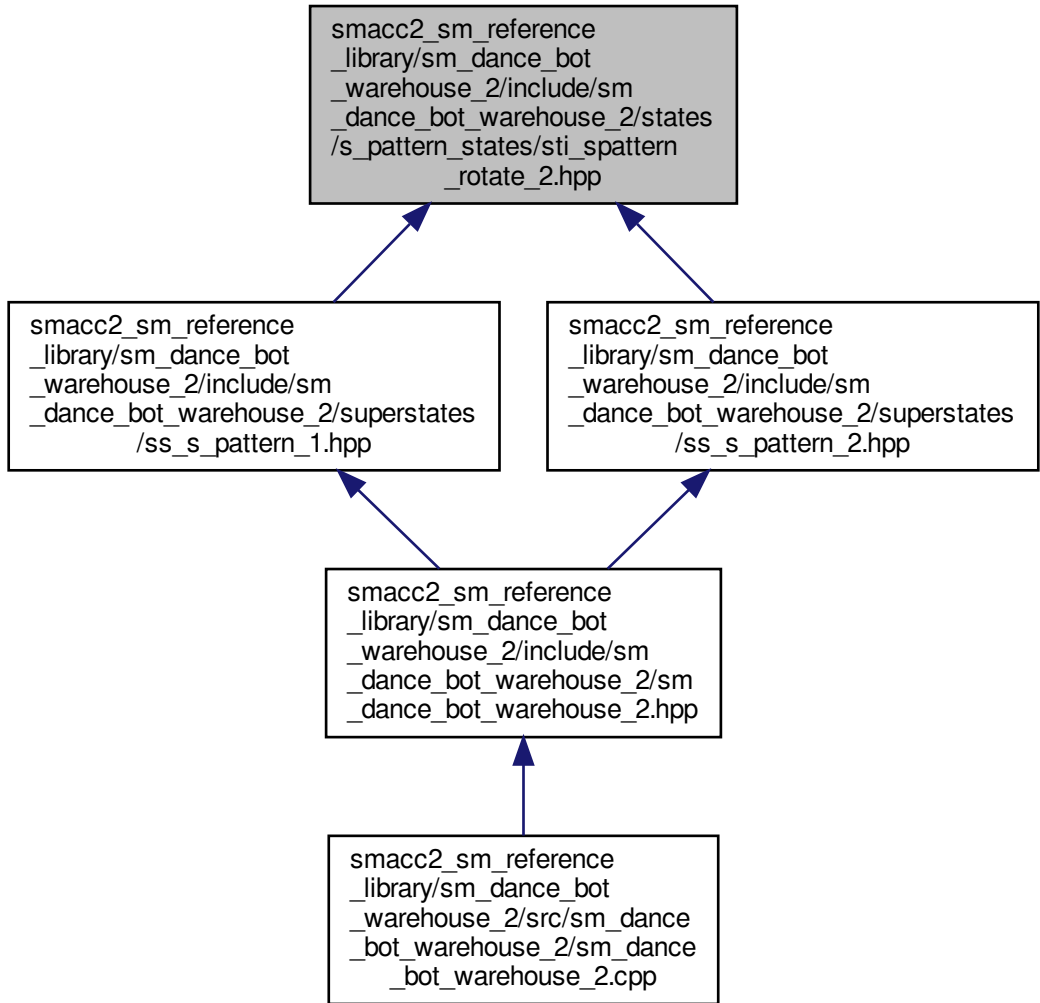 smacc2_sm_reference
_library/sm_dance_bot
_warehouse_2/include/sm
_dance_bot_warehouse_2/states
/s_pattern_states/sti_spattern
_rotate_2.hpp
smacc2_sm_reference
_library/sm_dance_bot
_warehouse_2/include/sm
_dance_bot_warehouse_2/superstates
/ss_s_pattern_1.hpp
smacc2_sm_reference
_library/sm_dance_bot
_warehouse_2/include/sm
_dance_bot_warehouse_2/superstates
/ss_s_pattern_2.hpp
smacc2_sm_reference
_library/sm_dance_bot
_warehouse_2/include/sm
_dance_bot_warehouse_2/sm
_dance_bot_warehouse_2.hpp
smacc2_sm_reference
_library/sm_dance_bot
_warehouse_2/src/sm_dance
_bot_warehouse_2/sm_dance
_bot_warehouse_2.cpp